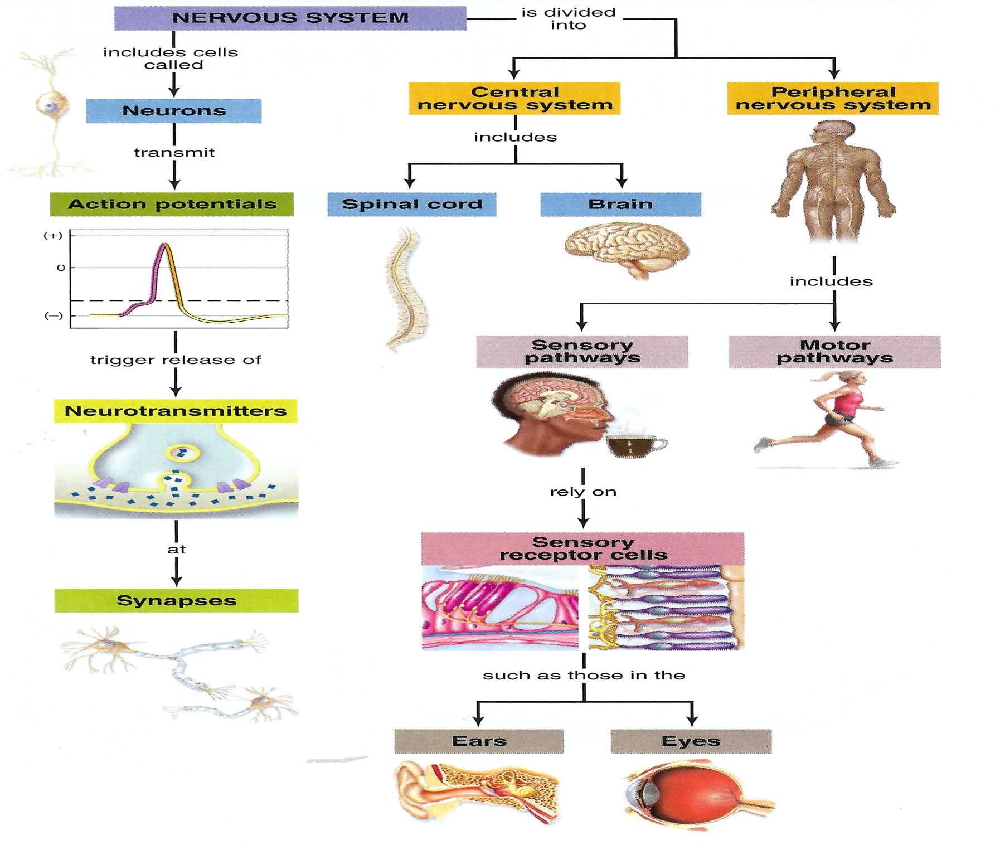 NERVOUS SYSTEM
is divided
into
includes cells
called
Neurons
transmit
Action potentials
(+)
0
(–)
trigger release of
Neurotransmitters
at
Synapses
Central
nervous system
includes
Spinal cord
Brain
Peripheral
nervous system
includes
Sensory
pathways
Motor
pathways
rely on
Sensory
receptor cells
such as those in the
Ears
Eyes